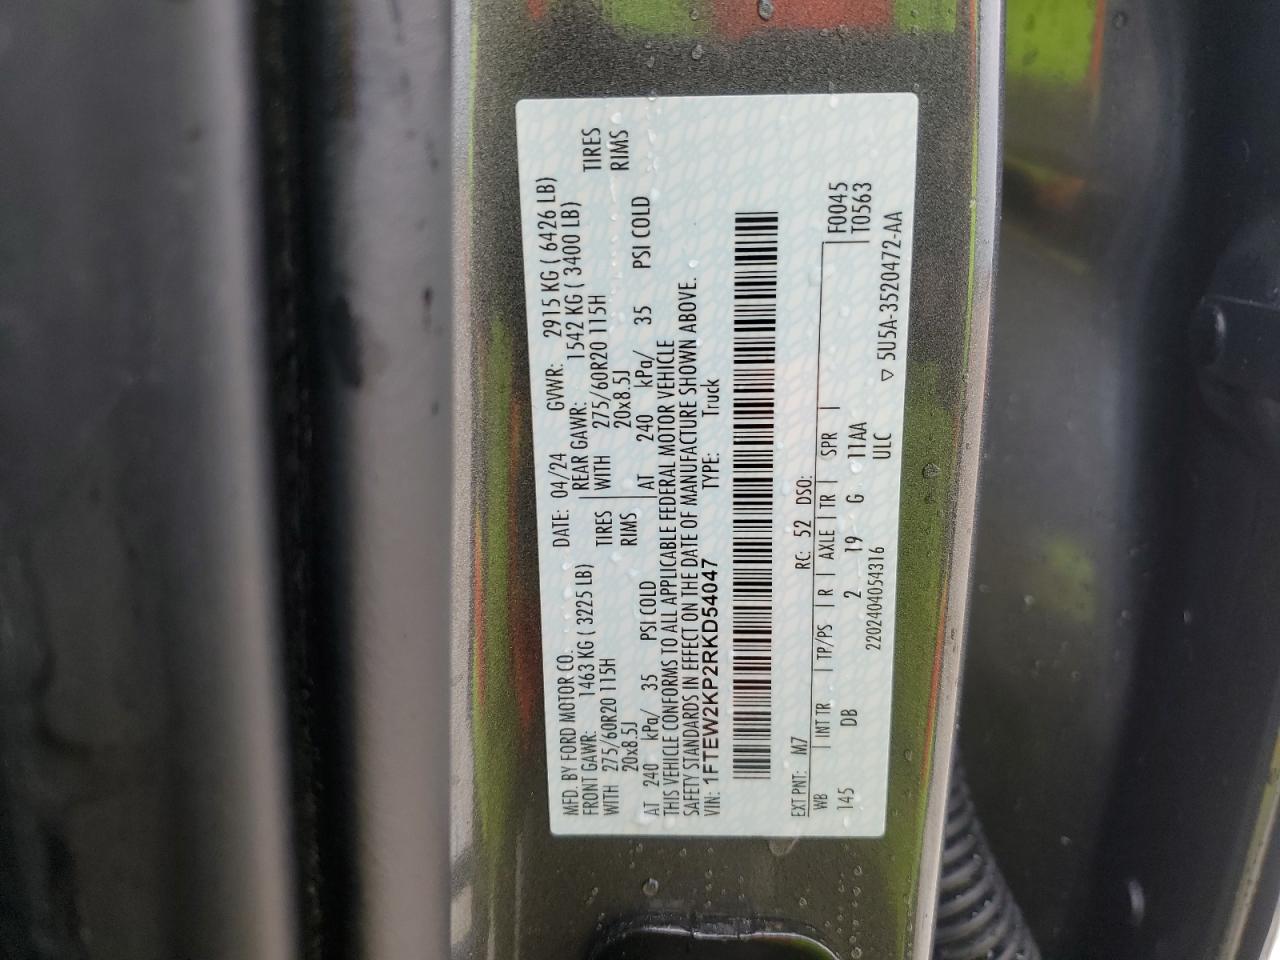 MFD. BY FORD MOTOR CO. DATE: 04/24 GVWR: 2915 KG ( 6426 LB)
FRONT GAWR: 1463 KG ( 3225 LB) REAR GAWR: 1542 KG ( 3400 LB)
WITH 275/60R20 115H TIRES WITH 275/60R20 115H TIRES
20x8.5J RIMS 20x8.5J RIMS
AT 240 kPa/ 35 PSI COLD AT 240 kPa/ 35 PSI COLD
THIS VEHICLE CONFORMS TO ALL APPLICABLE FEDERAL MOTOR VEHICLE
SAFETY STANDARDS IN EFFECT ON THE DATE OF MANUFACTURE SHOWN ABOVE.
VIN: 1FTEW2KP2RKD54047 TYPE: Truck
EXT PNT: M7 RC: 52 DSO:
WB INT TR TP/PS R AXLE TR SPR F0045
145 DB 2 19 G 11AA T0563
220240405​4316 ULC
▽ 5U5A-3520472-AA